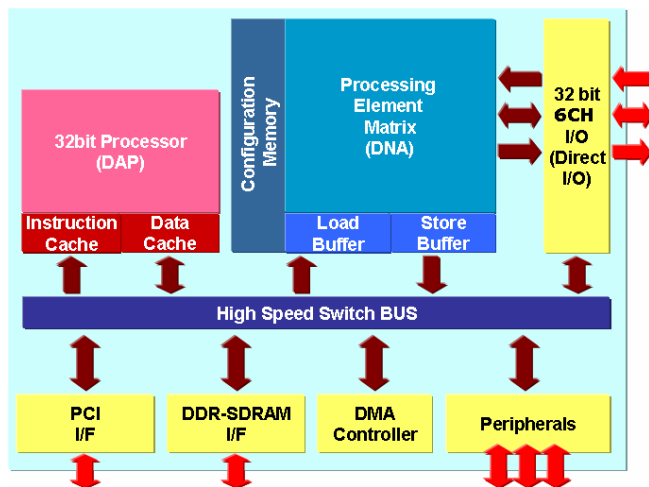 32bit Processor
(DAP)
Instruction
Cache
Data
Cache
Configuration
Memory
Processing
Element
Matrix
(DNA)
Load
Buffer
Store
Buffer
32 bit
6CH
I/O
(Direct
I/O)
High Speed Switch BUS
PCI
I/F
DDR-SDRAM
I/F
DMA
Controller
Peripherals